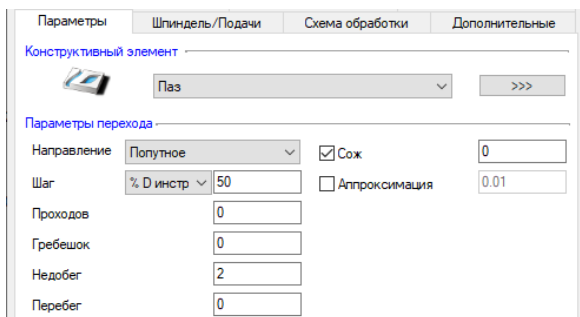 Параметры Шпиндель/Подачи Схема обработки Дополнительные
Конструктивный элемент
Паз >>>
Параметры перехода
Направление Попутное Сож 0
Шаг % D инстр 50 Аппроксимация 0.01
Проходов 0
Гребешок 0
Недобег 2
Перебег 0